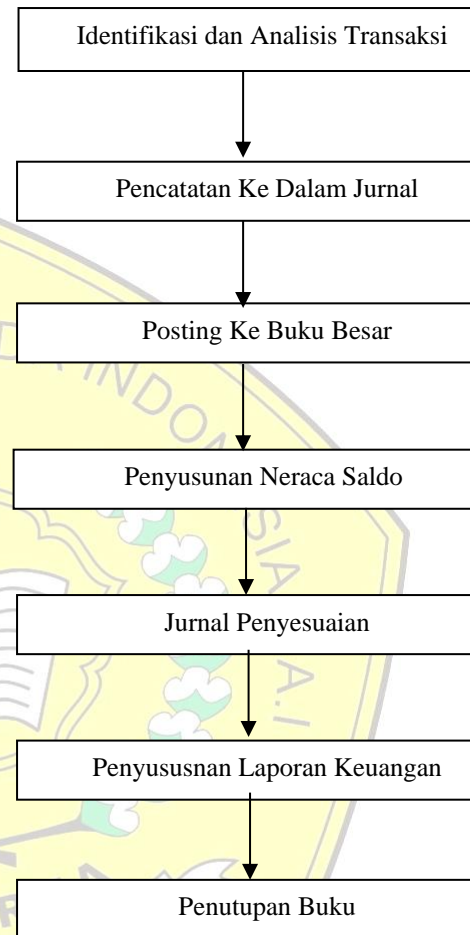 Identifikasi dan Analisis Transaksi
Pencatatan Ke Dalam Jurnal
Posting Ke Buku Besar
Penyusunan Neraca Saldo
Jurnal Penyesuaian
Penyususnan Laporan Keuangan
Penutupan Buku